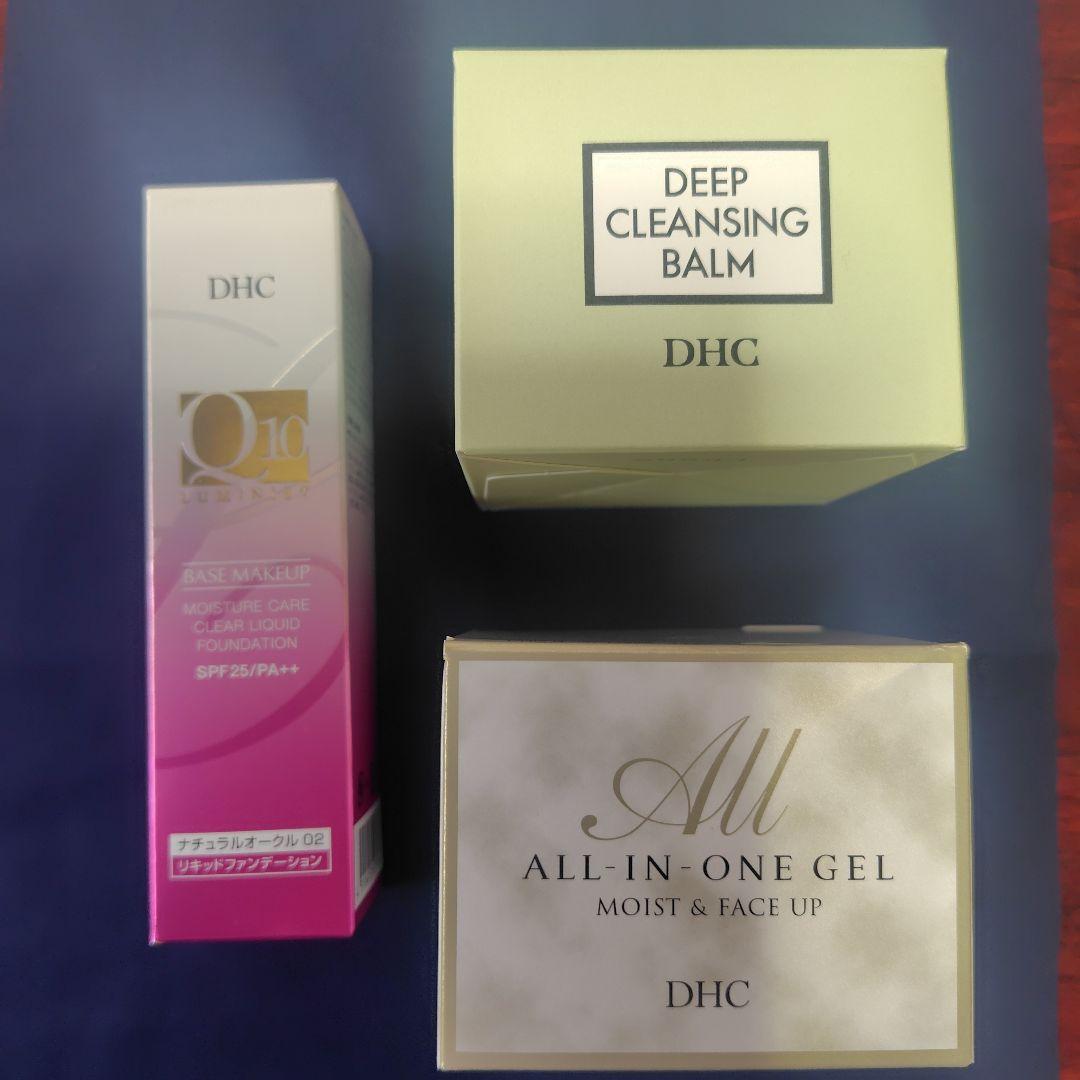 DHC
Q10
BASE MAKEUP
MOISTURE CARE
CLEAR LIQUID
FOUNDATION
SPF25/PA++
ナチュラルオークル 02
リキッドファンデーション
DEEP
CLEANSING
BALM
DHC
All
ALL-IN-ONE GEL
MOIST & FACE UP
DHC